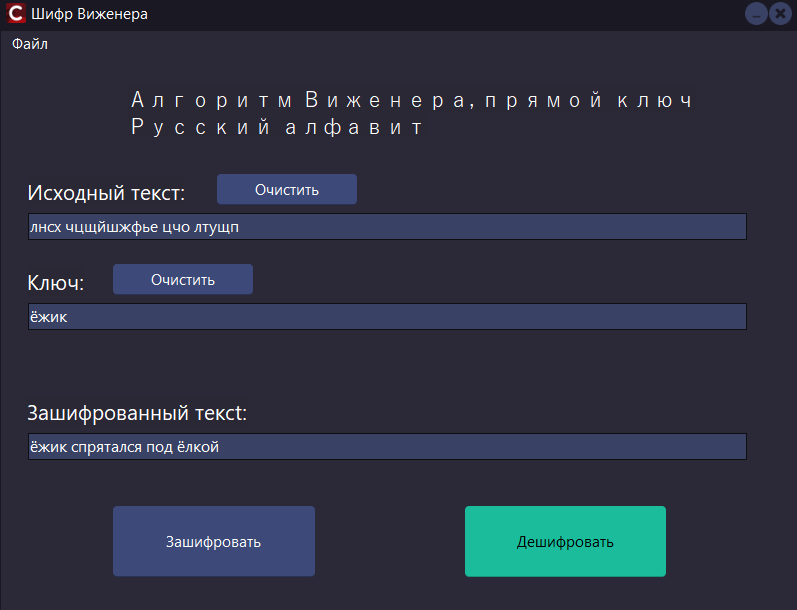 Шифр Виженера
Файл
Алгоритм Виженера, прямой ключ
Русский алфавит
Исходный текст:
Очистить
лнсх чцщйшжфье цчо лтущп
Ключ:
Очистить
ёжик
Зашифрованный текст:
ёжик спрятался под ёлкой
Зашифровать
Дешифровать